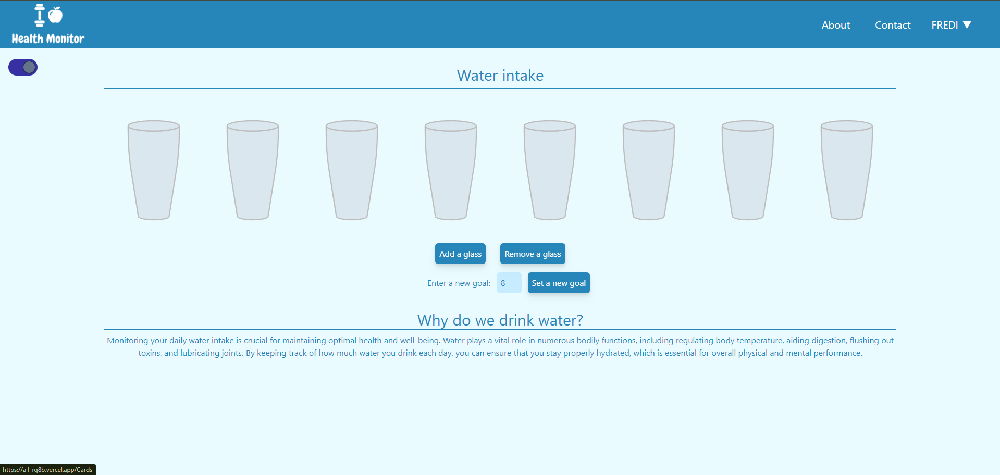 Health Monitor
About
Contact
FREDI ▼
Water intake
Add a glass
Remove a glass
Enter a new goal:
8
Set a new goal
Why do we drink water?
Monitoring your daily water intake is crucial for maintaining optimal health and well-being. Water plays a vital role in numerous bodily functions, including regulating body temperature, aiding digestion, flushing out
toxins, and lubricating joints. By keeping track of how much water you drink each day, you can ensure that you stay properly hydrated, which is essential for overall physical and mental performance.
https://a1-rq8b.vercel.app/Cards